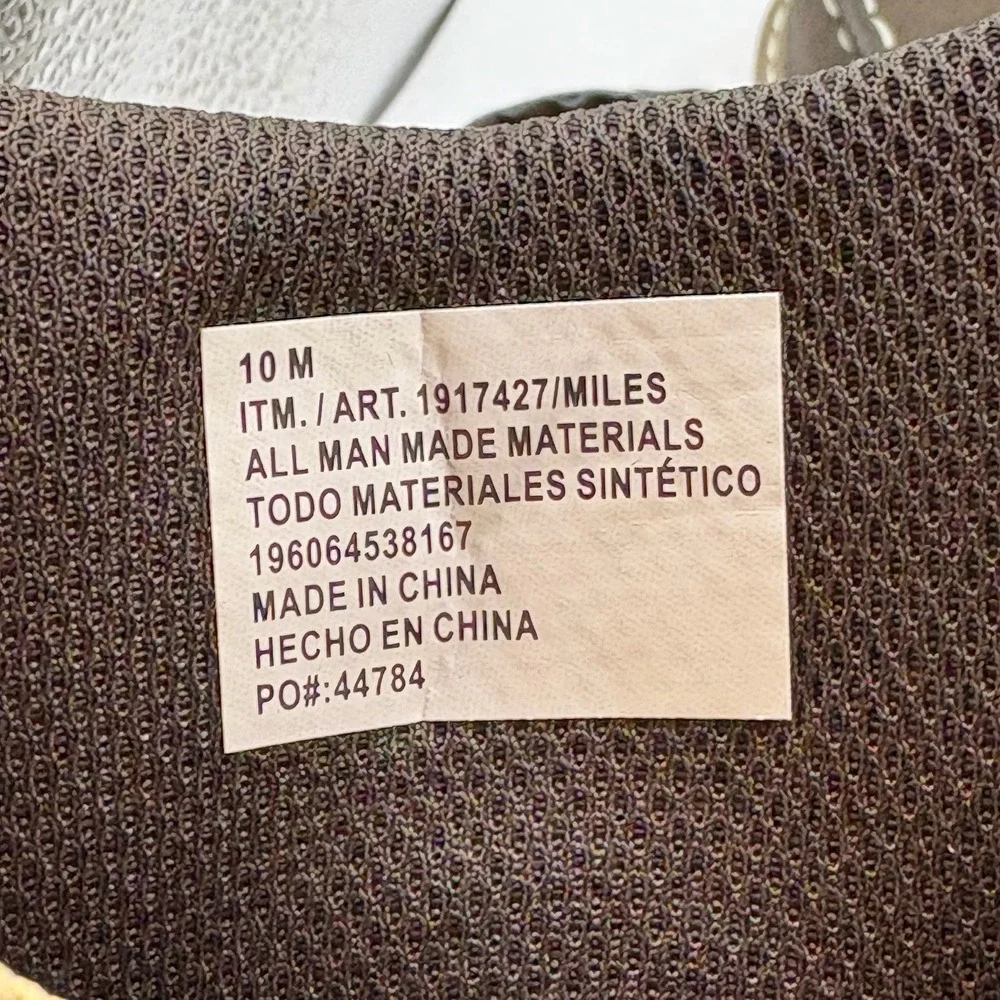 10 M
ITM. / ART. 1917427/MILES
ALL MAN MADE MATERIALS
TODO MATERIALES SINTÉTICO
196064538167
MADE IN CHINA
HECHO EN CHINA
PO#:44784